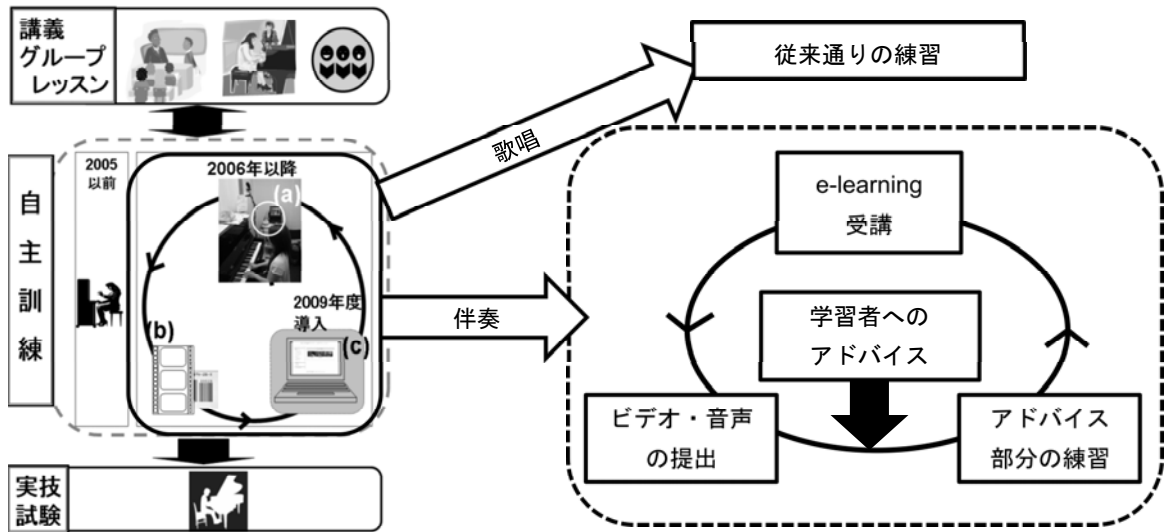 講義
グループ
レッスン
自主訓練
2005
以前
2006年以降
(a)
(b)
2009年度
導入
(c)
実技
試験
歌唱
従来通りの練習
伴奏
e-learning
受講
学習者への
アドバイス
ビデオ・音声
の提出
アドバイス
部分の練習